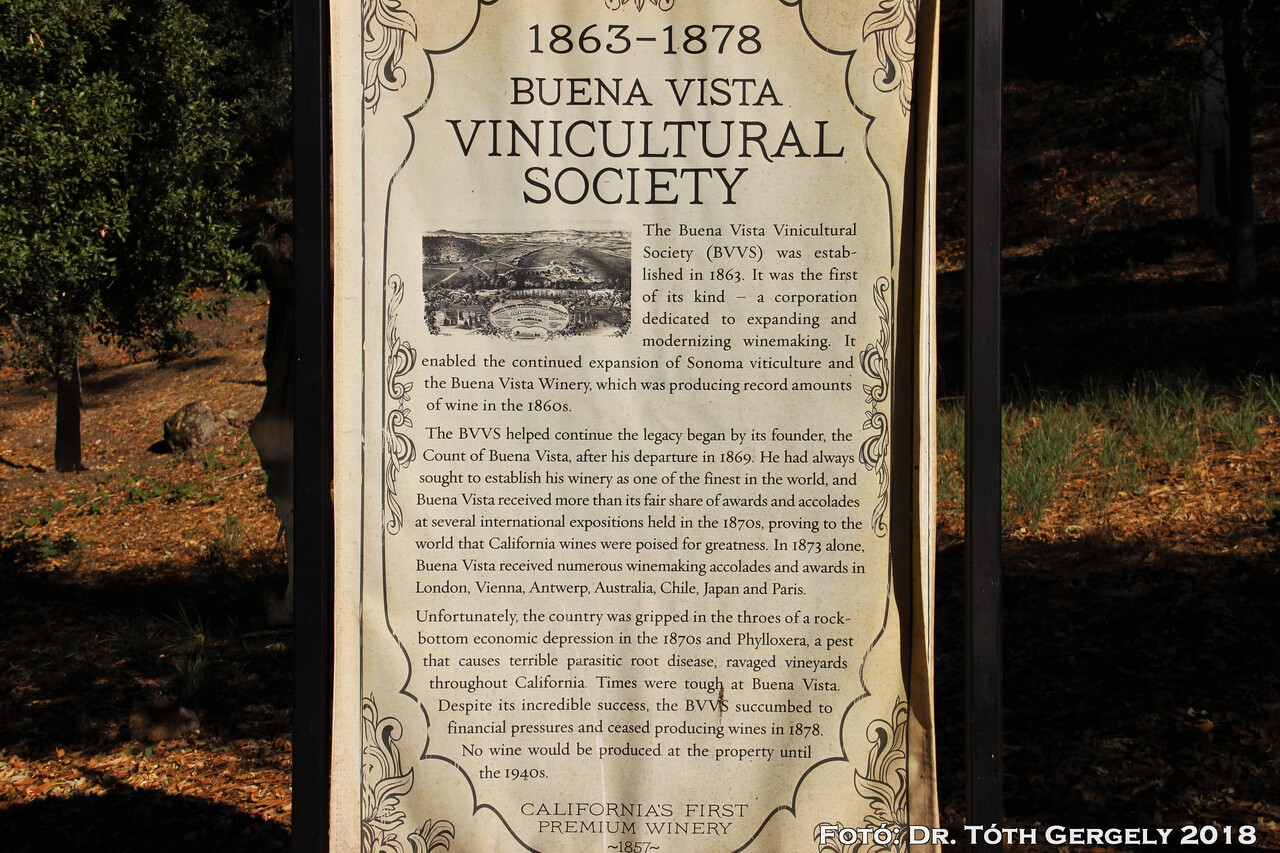 1863–1878
BUENA VISTA
VINICULTURAL
SOCIETY
The Buena Vista Vinicultural
Society (BVVS) was estab-
lished in 1863. It was the first
of its kind – a corporation
dedicated to expanding and
modernizing winemaking. It
enabled the continued expansion of Sonoma viticulture and
the Buena Vista Winery, which was producing record amounts
of wine in the 1860s.
The BVVS helped continue the legacy began by its founder, the
Count of Buena Vista, after his departure in 1869. He had always
sought to establish his winery as one of the finest in the world, and
Buena Vista received more than its fair share of awards and accolades
at several international expositions held in the 1870s, proving to the
world that California wines were poised for greatness. In 1873 alone,
Buena Vista received numerous winemaking accolades and awards in
London, Vienna, Antwerp, Australia, Chile, Japan and Paris.
Unfortunately, the country was gripped in the throes of a rock-
bottom economic depression in the 1870s and Phylloxera, a pest
that causes terrible parasitic root disease, ravaged vineyards
throughout California. Times were tough at Buena Vista.
Despite its incredible success, the BVVS succumbed to
financial pressures and ceased producing wines in 1878.
No wine would be produced at the property until
the 1940s.
CALIFORNIA'S FIRST
PREMIUM WINERY
~1857~
Fotó: Dr. Tóth Gergely 2018